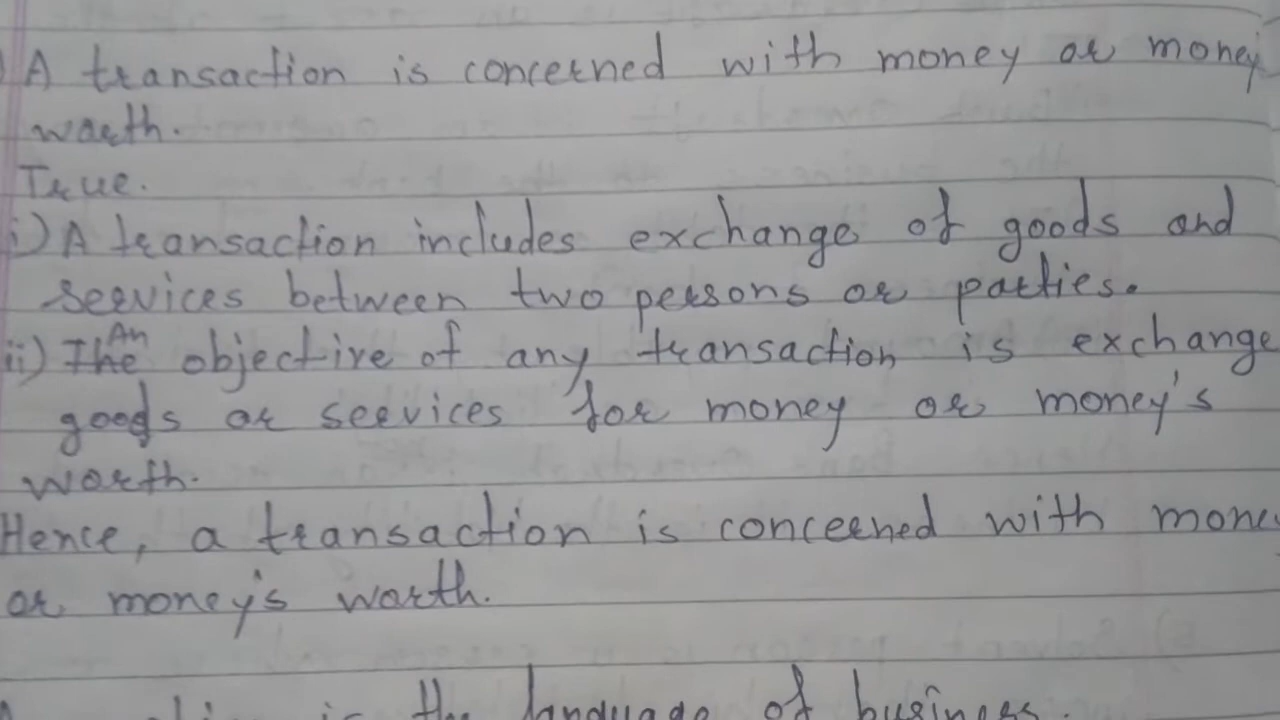 A transaction is concerned with money or money
worth.
True.
i) A transaction includes exchange of goods and
services between two persons or parties.
An
ii) The objective of any transaction is exchange
goods or services for money or money's
worth.
Hence, a transaction is concerned with mone
or money's worth.
is the language of business.